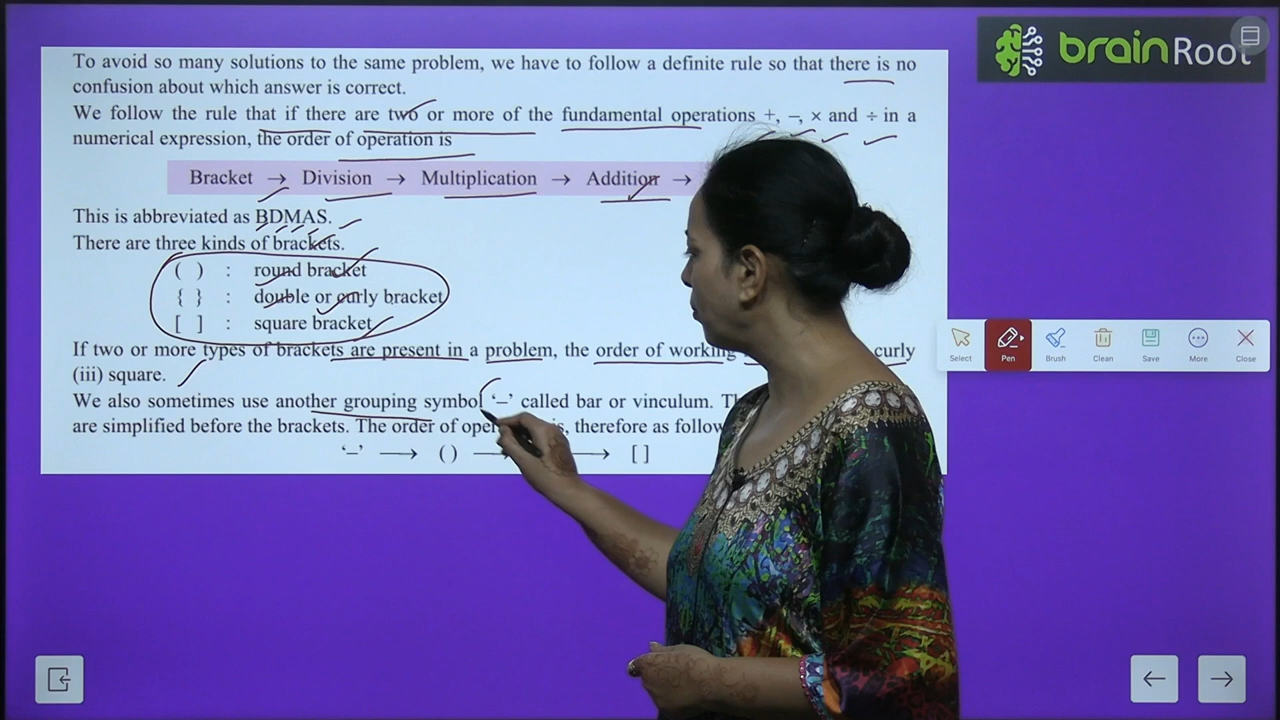 brainRoot
To avoid so many solutions to the same problem, we have to follow a definite rule so that there is no
confusion about which answer is correct.
We follow the rule that if there are two or more of the fundamental operations +, –, × and ÷ in a
numerical expression, the order of operation is
Bracket → Division → Multiplication → Addition →
This is abbreviated as BDMAS.
There are three kinds of brackets.
( ) : round bracket
{ } : double or curly bracket
[ ] : square bracket
If two or more types of brackets are present in a problem, the order of working curly
(iii) square.
We also sometimes use another grouping symbol ‘–’ called bar or vinculum.
are simplified before the brackets. The order of therefore as follow
‘–’ → ( ) → [ ]
Select
Pen
Brush
Clean
Save
More
Close